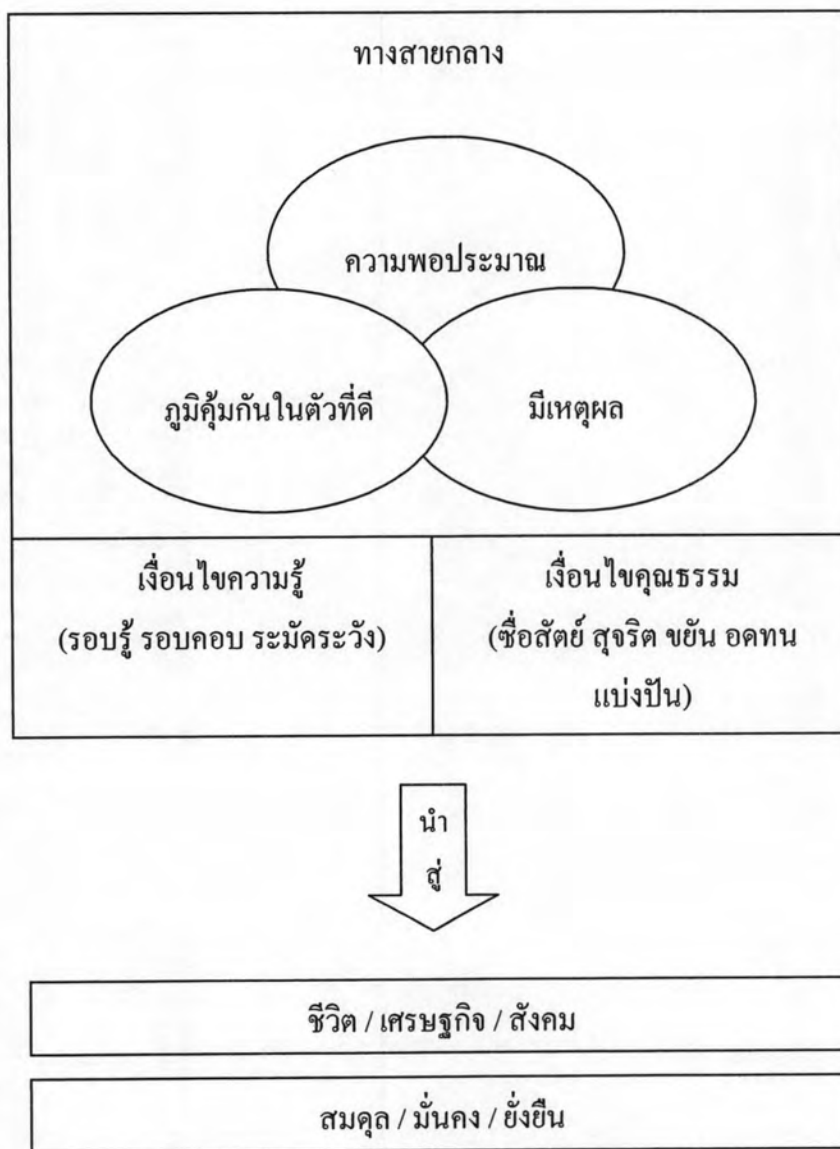 ทางสายกลาง
ความพอประมาณ
ภูมิคุ้มกันในตัวที่ดี
มีเหตุผล
เงื่อนไขความรู้
(รอบรู้ รอบคอบ ระมัดระวัง)
เงื่อนไขคุณธรรม
(ซื่อสัตย์ สุจริต ขยัน อดทน
แบ่งปัน)
นำ
สู่
ชีวิต / เศรษฐกิจ / สังคม
สมดุล / มั่นคง / ยั่งยืน